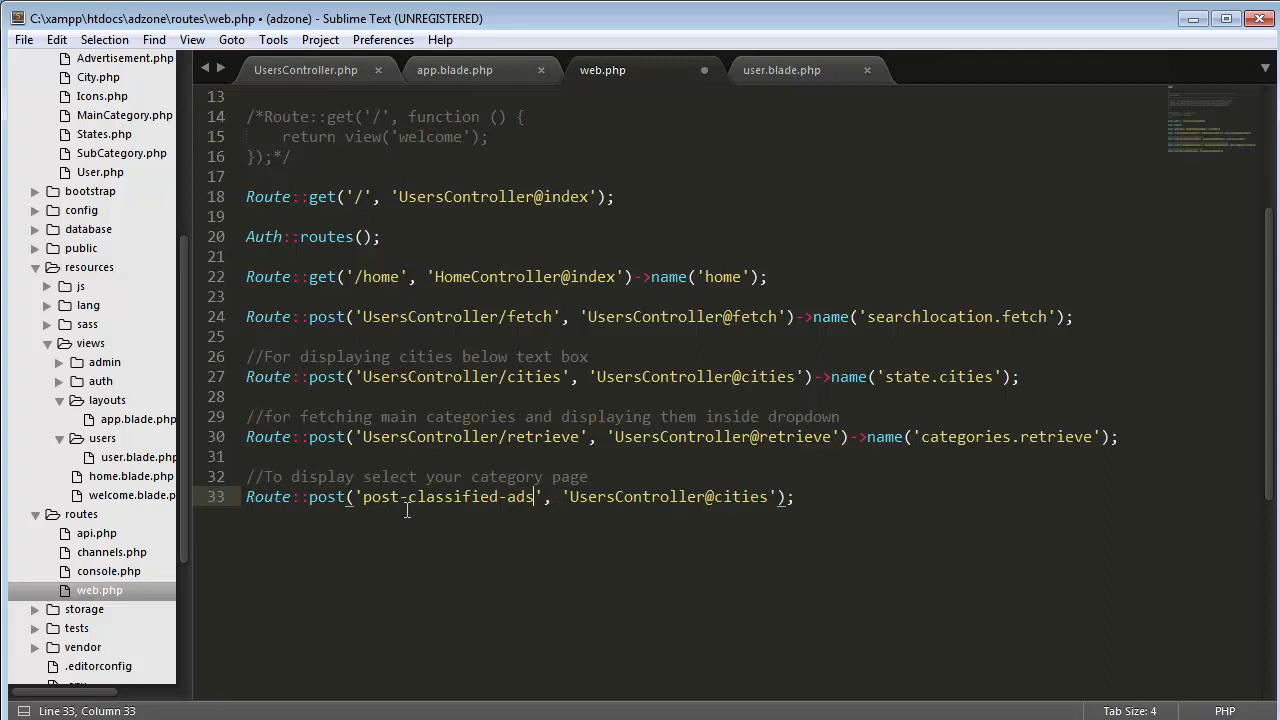 C:\xampp\htdocs\adzone\routes\web.php • (adzone) - Sublime Text (UNREGISTERED)
File Edit Selection Find View Goto Tools Project Preferences Help
Advertisement.php
City.php
Icons.php
MainCategory.php
States.php
SubCategory.php
User.php
bootstrap
config
database
public
resources
js
lang
sass
views
admin
auth
layouts
app.blade.php
users
user.blade.php
home.blade.php
welcome.blade.php
routes
api.php
channels.php
console.php
web.php
storage
tests
vendor
.editorconfig
UsersController.php app.blade.php web.php user.blade.php
13
14 /*Route::get('/', function () {
15     return view('welcome');
16 });*/
17
18 Route::get('/', 'UsersController@index');
19
20 Auth::routes();
21
22 Route::get('/home', 'HomeController@index')->name('home');
23
24 Route::post('UsersController/fetch', 'UsersController@fetch')->name('searchlocation.fetch');
25
26 //For displaying cities below text box
27 Route::post('UsersController/cities', 'UsersController@cities')->name('state.cities');
28
29 //for fetching main categories and displaying them inside dropdown
30 Route::post('UsersController/retrieve', 'UsersController@retrieve')->name('categories.retrieve');
31
32 //To display select your category page
33 Route::post('post-classified-ads', 'UsersController@cities');
Line 33, Column 33 Tab Size: 4 PHP